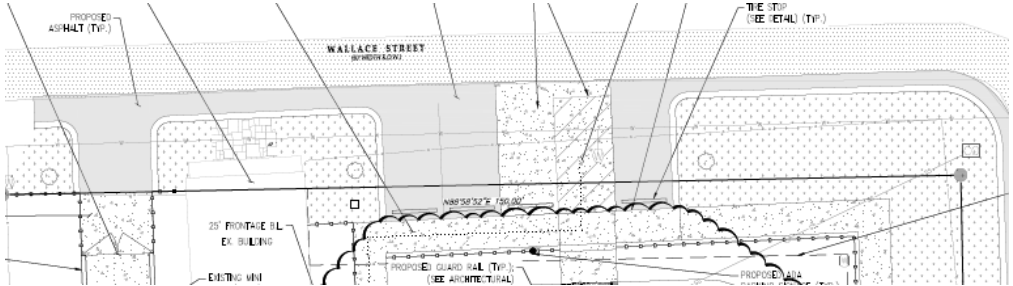 PROPOSED
ASPHALT (TYP.)
WALLACE STREET
TIRE STOP
(SEE DETAIL) (TYP.)
N88°58'52"E 150.00'
25' FRONTAGE B.L.
EX. BUILDING
EXISTING MINI
PROPOSED GUARD RAIL (TYP.);
(SEE ARCHITECTURAL)
PROPOSED ADA